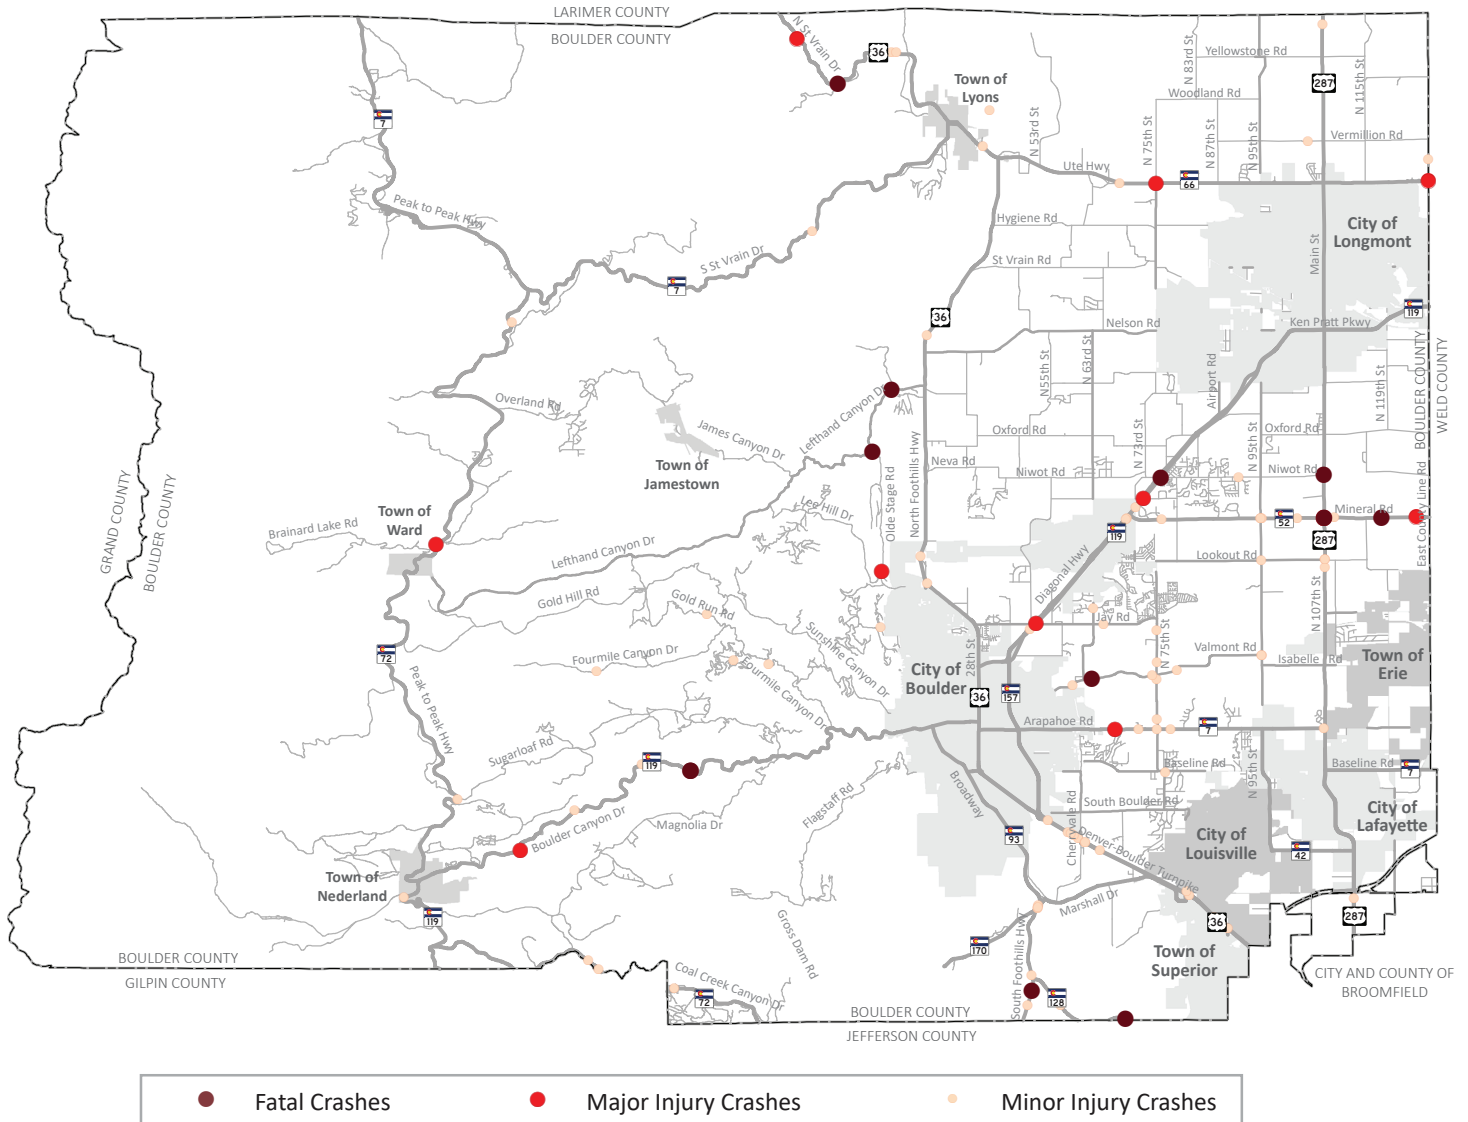 LARIMER COUNTY
BOULDER COUNTY
N St Vrain Dr
36
Town of
Lyons
N 53rd St
N 83rd St
Yellowstone Rd
287
N 115th St
Woodland Rd
7
N 75th St
N 87th St
N 95th St
Vermillion Rd
Ute Hwy
66
Peak to Peak Hwy
Hygiene Rd
City of
Longmont
Main St
S St Vrain Dr
St Vrain Rd
7
36
Nelson Rd
Ken Pratt Pkwy
119
N55th St
N 63rd St
Airport Rd
N 119th St
BOULDER COUNTY
WELD COUNTY
Overland Rd
James Canyon Dr
Lefthand Canyon Dr
Town of
Jamestown
Oxford Rd
N 73rd St
N 95th St
Oxford Rd
North Foothills Hwy
Neva Rd
Niwot Rd
Niwot Rd
Olde Stage Rd
East County Line Rd
GRAND COUNTY
BOULDER COUNTY
Town of
Ward
Brainard Lake Rd
Lee Hill Dr
52
Mineral Rd
119
287
Lefthand Canyon Dr
Lookout Rd
Diagonal Hwy
Gold Hill Rd
Gold Run Rd
Jay Rd
N 107th St
Sunshine Canyon Dr
28th St
N 75th St
72
Fourmile Canyon Dr
Fourmile Canyon Dr
City of
Boulder
Valmont Rd
Isabelle Rd
Town of
Erie
157
36
Peak to Peak Hwy
Arapahoe Rd
7
Sugarloaf Rd
119
Baseline Rd
N 95th St
Baseline Rd
7
Flagstaff Rd
Broadway
Cherryvale Rd
South Boulder Rd
City of
Lafayette
Boulder Canyon Dr
Magnolia Dr
93
Denver-Boulder Turnpike
City of
Louisville
42
Town of
Nederland
Marshall Dr
119
Gross Dam Rd
South Foothills Hwy
170
36
287
Town of
Superior
BOULDER COUNTY
GILPIN COUNTY
Coal Creek Canyon Dr
72
128
CITY AND COUNTY OF
BROOMFIELD
BOULDER COUNTY
JEFFERSON COUNTY
Fatal Crashes
Major Injury Crashes
Minor Injury Crashes